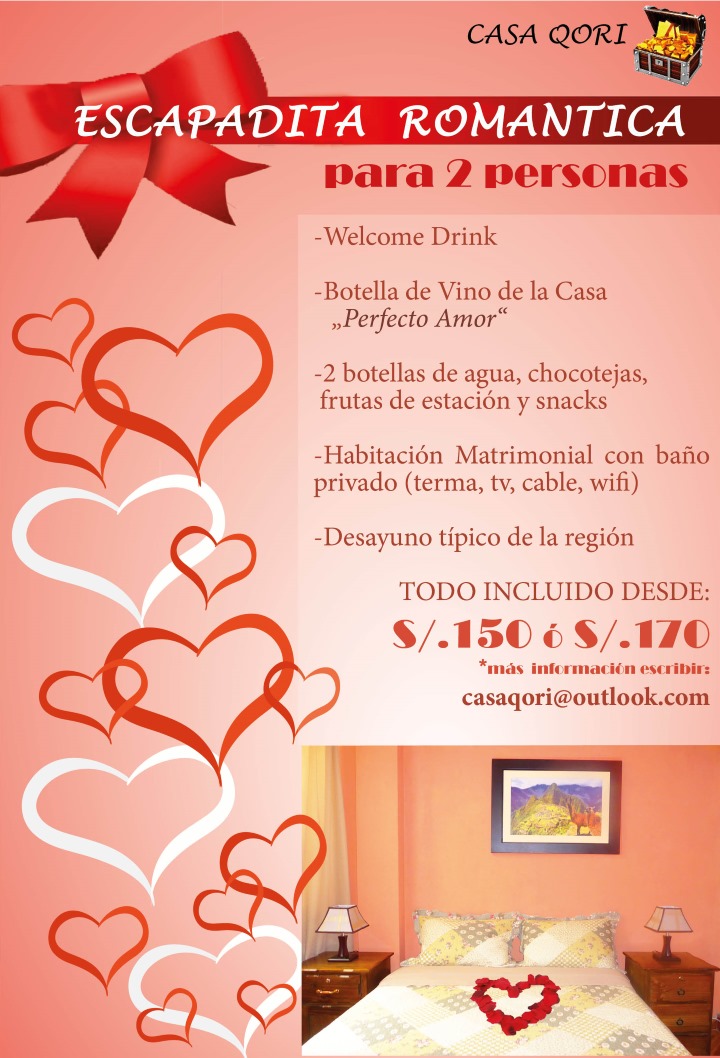 CASA QORI
ESCAPADITA ROMANTICA
para 2 personas
-Welcome Drink
-Botella de Vino de la Casa
„Perfecto Amor“
-2 botellas de agua, chocotejas,
frutas de estación y snacks
-Habitación Matrimonial con baño
privado (terma, tv, cable, wifi)
-Desayuno típico de la región
TODO INCLUIDO DESDE:
S/.150 ó S/.170
*más información escribir:
casaqori@outlook.com